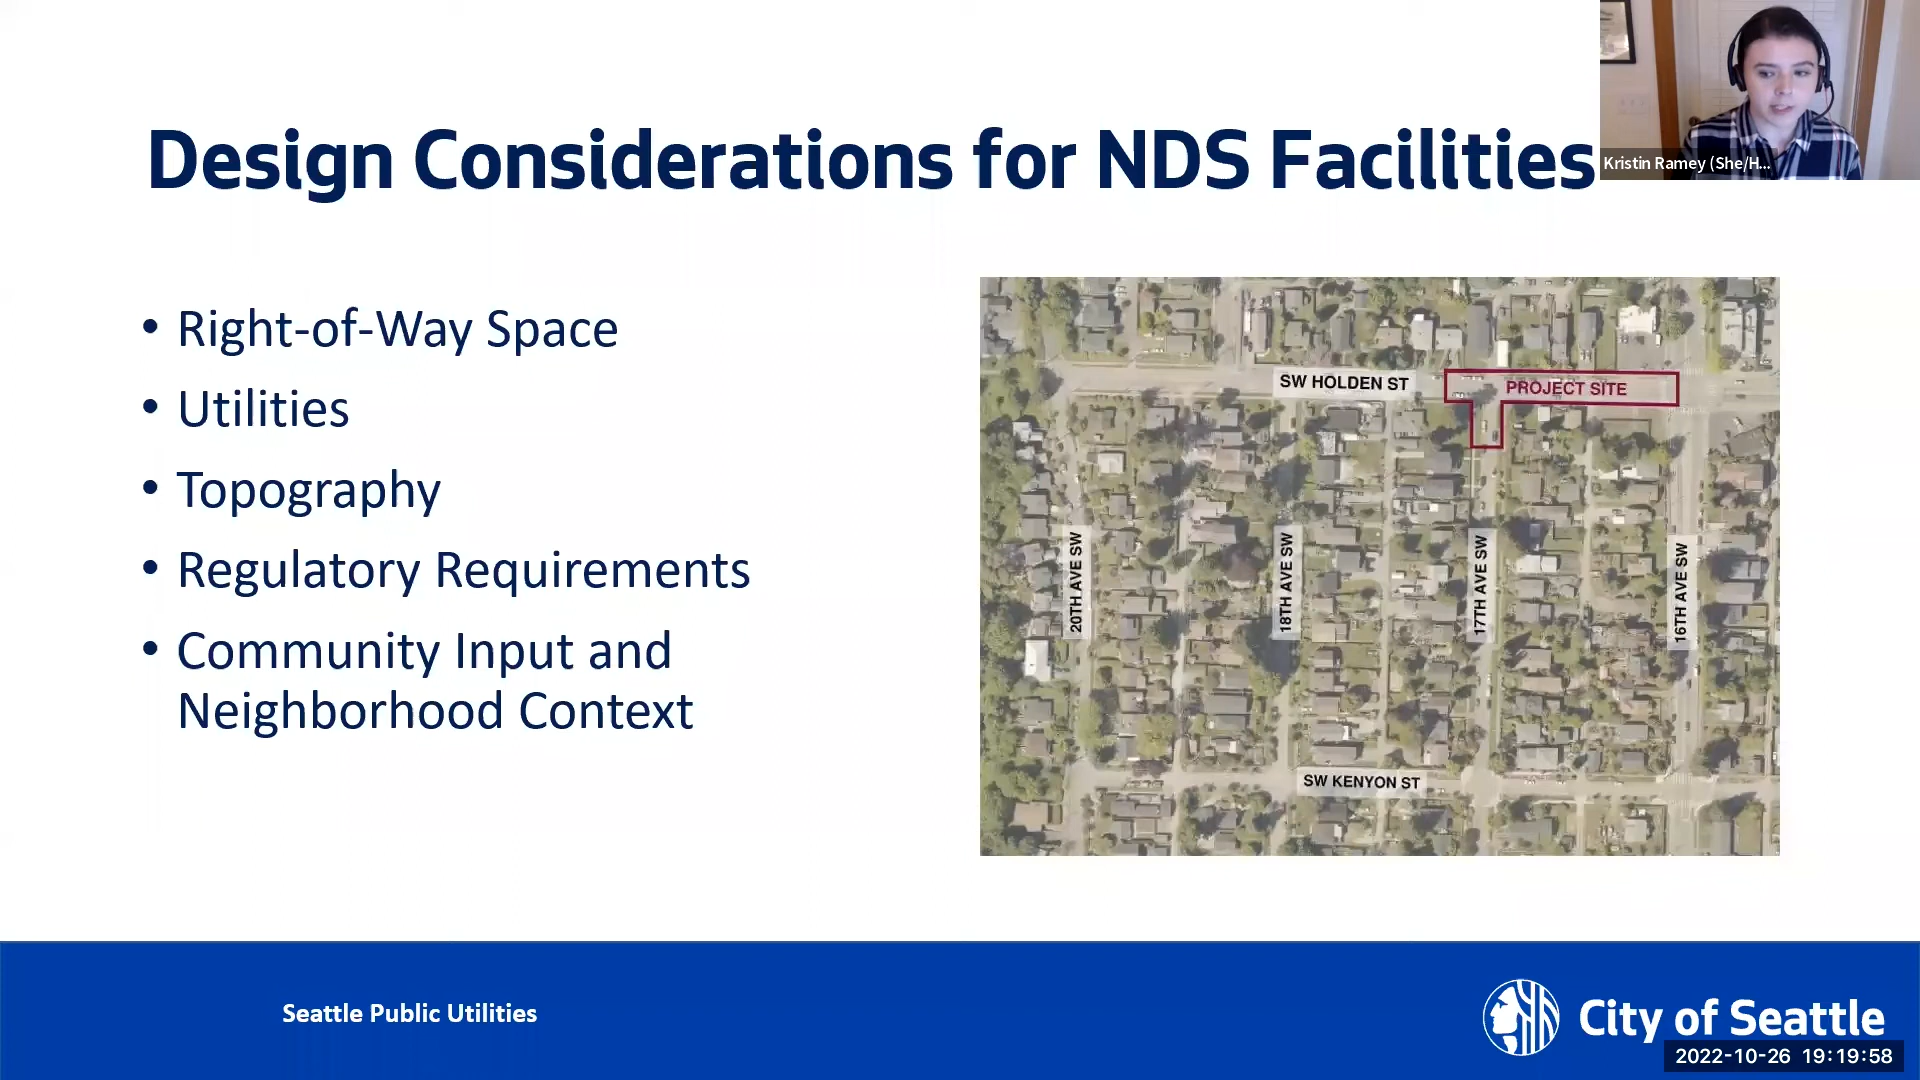 Design Considerations for NDS Facilities
Kristin Ramey (She/H...
• Right-of-Way Space
• Utilities
• Topography
• Regulatory Requirements
• Community Input and
Neighborhood Context
SW HOLDEN ST
PROJECT SITE
20TH AVE SW
18TH AVE SW
17TH AVE SW
16TH AVE SW
SW KENYON ST
Seattle Public Utilities
City of Seattle
2022-10-26 19:19:58